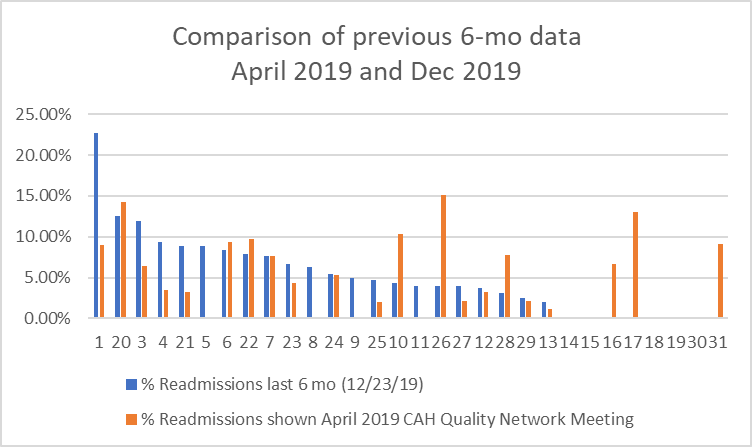 Comparison of previous 6-mo data
April 2019 and Dec 2019
25.00%
20.00%
15.00%
10.00%
5.00%
0.00%
1 20 3 4 21 5 6 22 7 23 8 24 9 25 10 11 26 27 12 28 29 13 14 15 16 17 18 19 30 31
% Readmissions last 6 mo (12/23/19)
% Readmissions shown April 2019 CAH Quality Network Meeting